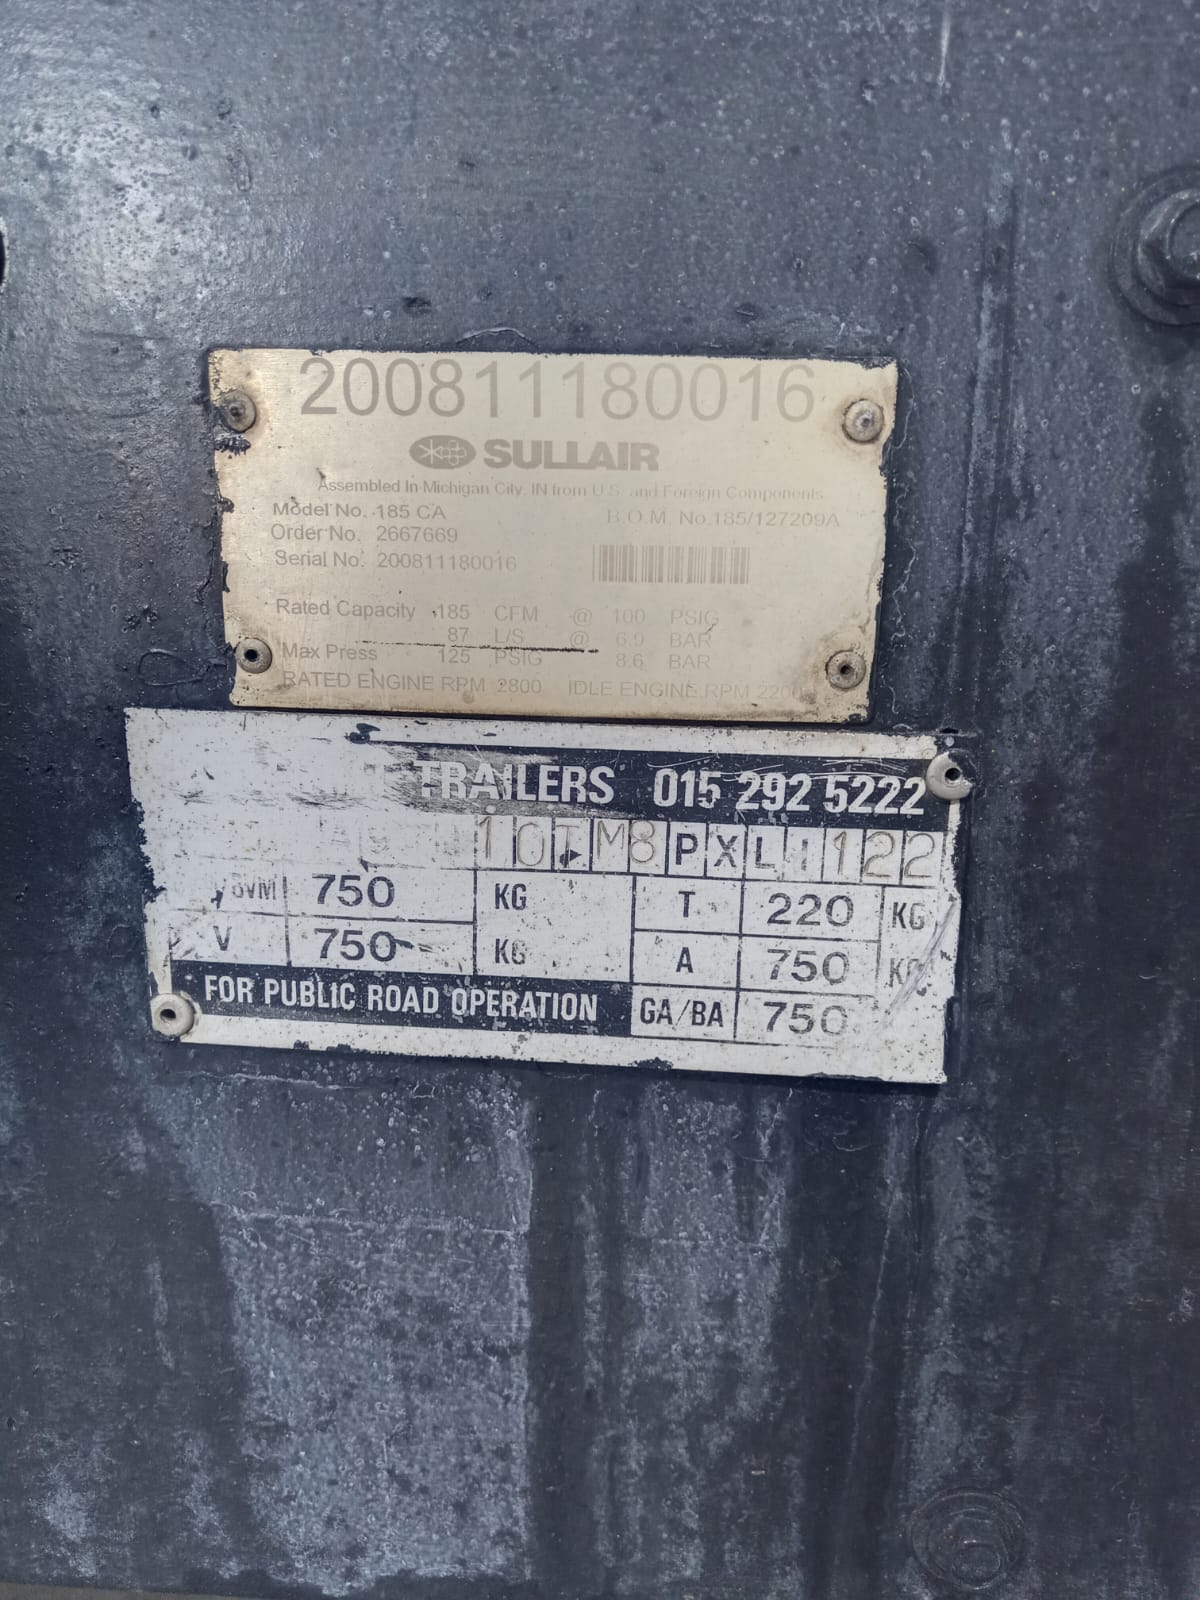 200811180016
SULLAIR
Assembled In Michigan City, IN from U.S. and Foreign Components
Model No. 185 CA B.O.M. No.185/127209A
Order No. 2667669
Serial No. 200811180016
Rated Capacity 185 CFM @ 100 PSIG
87 L/S @ 6.9 BAR
Max Press 125 PSIG 8.6 BAR
RATED ENGINE RPM 2800 IDLE ENGINE RPM 2200
TRAILERS 015 292 5222
10TM8PXL1122
GVM 750 KG T 220 KG
V 750 KG A 750 KG
FOR PUBLIC ROAD OPERATION GA/BA 750